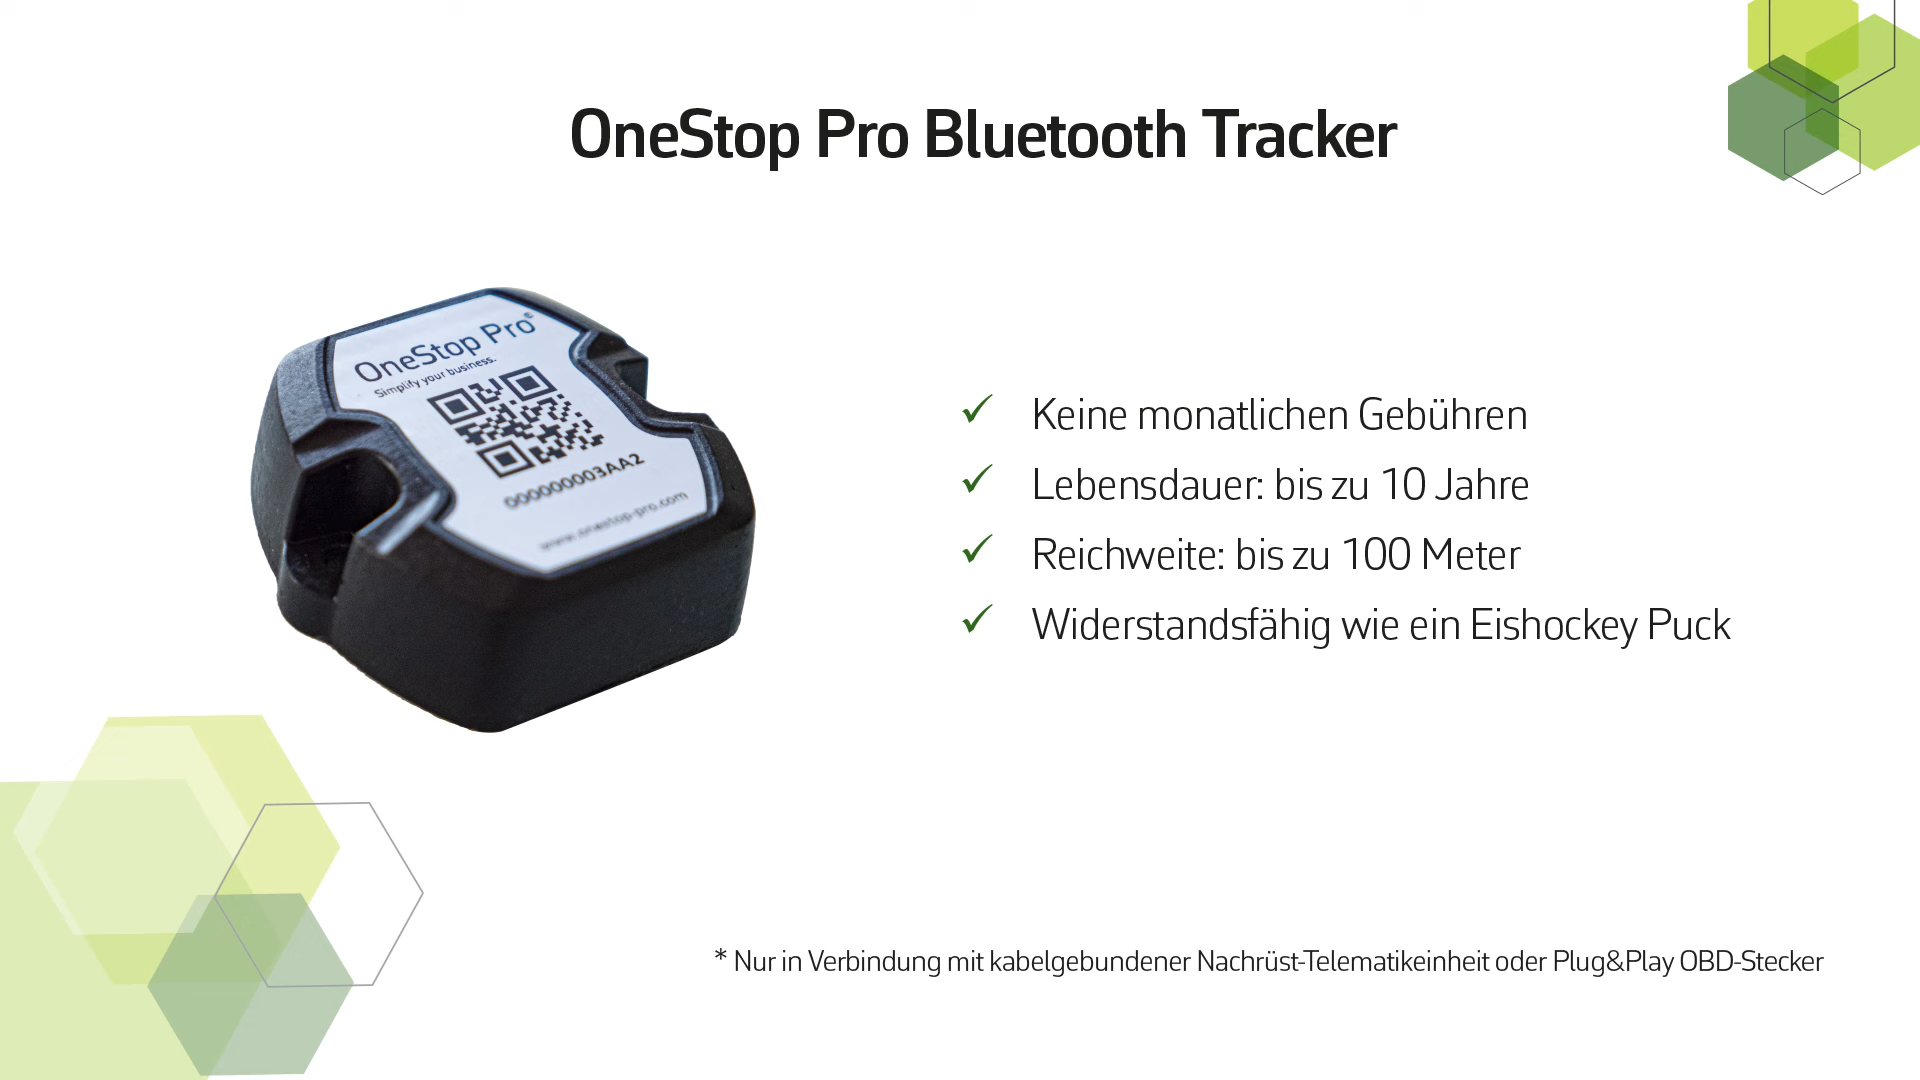 OneStop Pro Bluetooth Tracker
OneStop Pro®
Simplify your business.
000000003AA2
www.onestop-pro.com
✓ Keine monatlichen Gebühren
✓ Lebensdauer: bis zu 10 Jahre
✓ Reichweite: bis zu 100 Meter
✓ Widerstandsfähig wie ein Eishockey Puck
* Nur in Verbindung mit kabelgebundener Nachrüst-Telematikeinheit oder Plug&Play OBD-Stecker